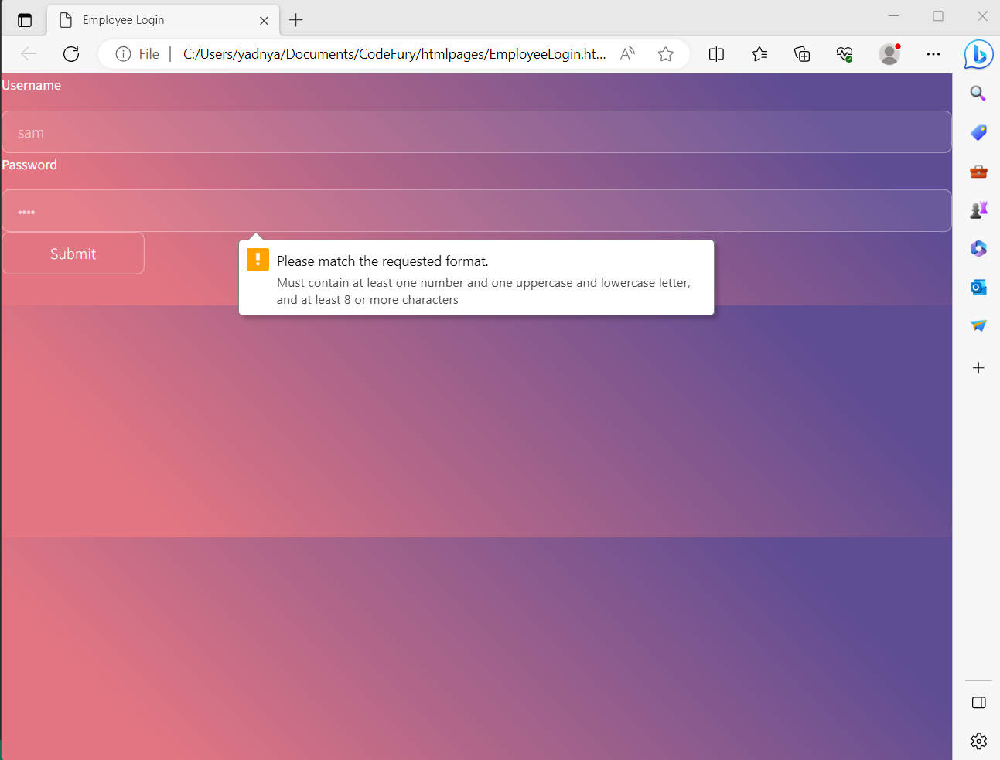 Employee Login
File
C:/Users/yadnya/Documents/CodeFury/htmlpages/EmployeeLogin.ht...
Username
sam
Password
••••
Submit
Please match the requested format.
Must contain at least one number and one uppercase and lowercase letter,
and at least 8 or more characters